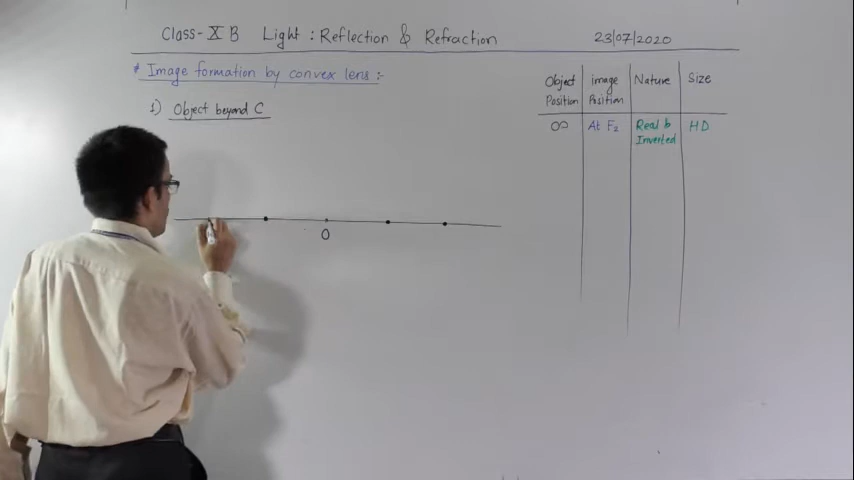 Class-X B Light : Reflection & Refraction 23/07/2020
* Image formation by convex lens :-
1) Object beyond C
O
Object Position image Position Nature Size
∞ At F₂ Real & Inverted HD